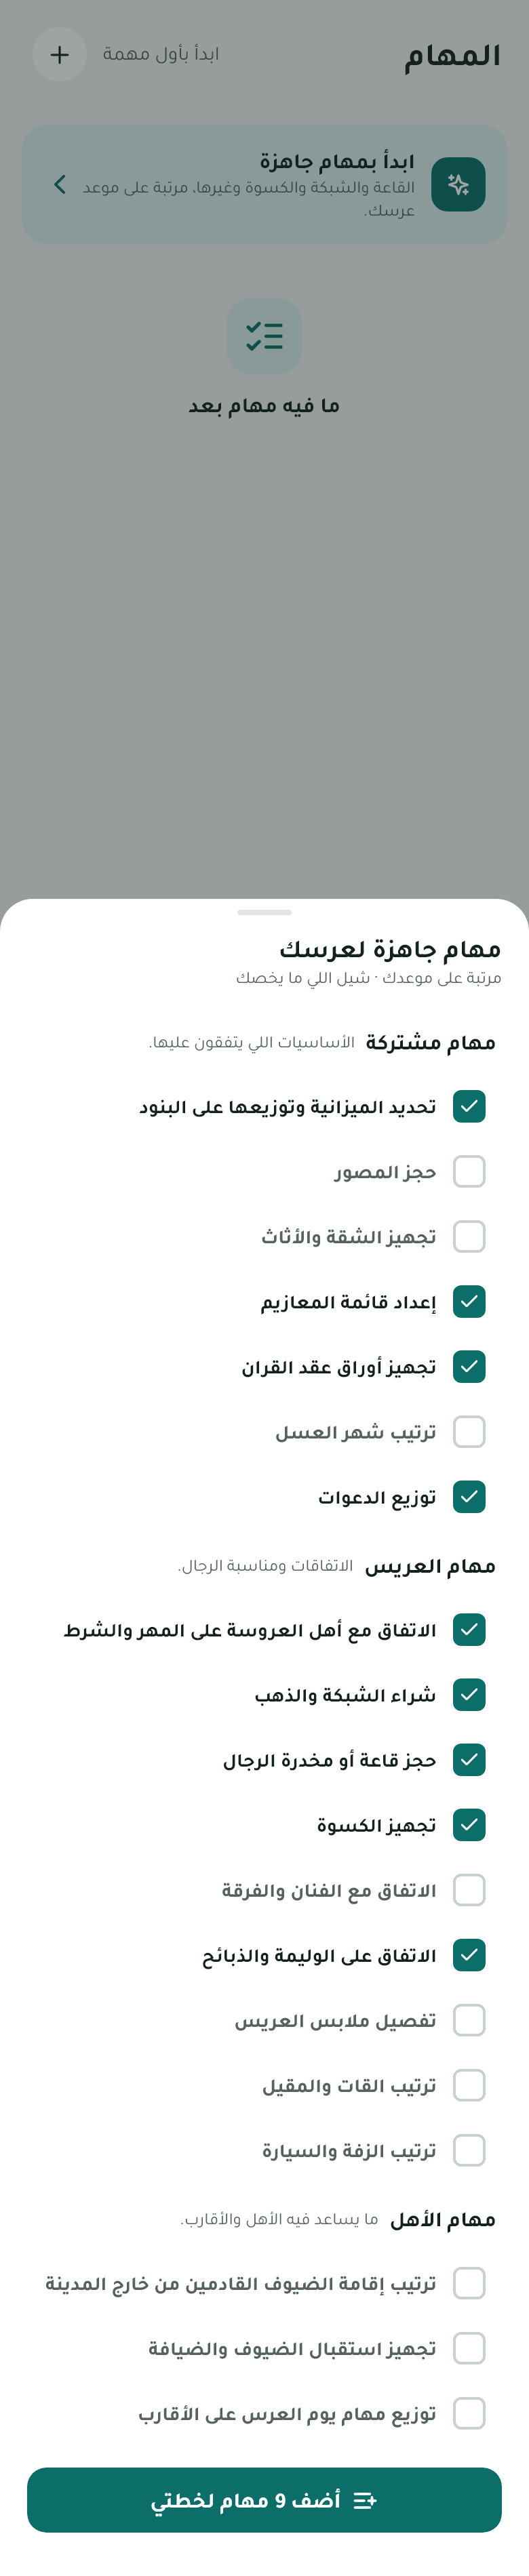 المهام
ابدأ بأول مهمة
ابدأ بمهام جاهزة
القاعة والشبكة والكسوة وغيرها، مرتبة على موعد
عرسك.
ما فيه مهام بعد
مهام جاهزة لعرسك
مرتبة على موعدك · شيل اللي ما يخصك
مهام مشتركة الأساسيات اللي يتفقون عليها.
تحديد الميزانية وتوزيعها على البنود
حجز المصور
تجهيز الشقة والأثاث
إعداد قائمة المعازيم
تجهيز أوراق عقد القران
ترتيب شهر العسل
توزيع الدعوات
مهام العريس الاتفاقات ومناسبة الرجال.
الاتفاق مع أهل العروسة على المهر والشرط
شراء الشبكة والذهب
حجز قاعة أو مخدرة الرجال
تجهيز الكسوة
الاتفاق مع الفنان والفرقة
الاتفاق على الوليمة والذبائح
تفصيل ملابس العريس
ترتيب القات والمقيل
ترتيب الزفة والسيارة
مهام الأهل ما يساعد فيه الأهل والأقارب.
ترتيب إقامة الضيوف القادمين من خارج المدينة
تجهيز استقبال الضيوف والضيافة
توزيع مهام يوم العرس على الأقارب
أضف 9 مهام لخطتي